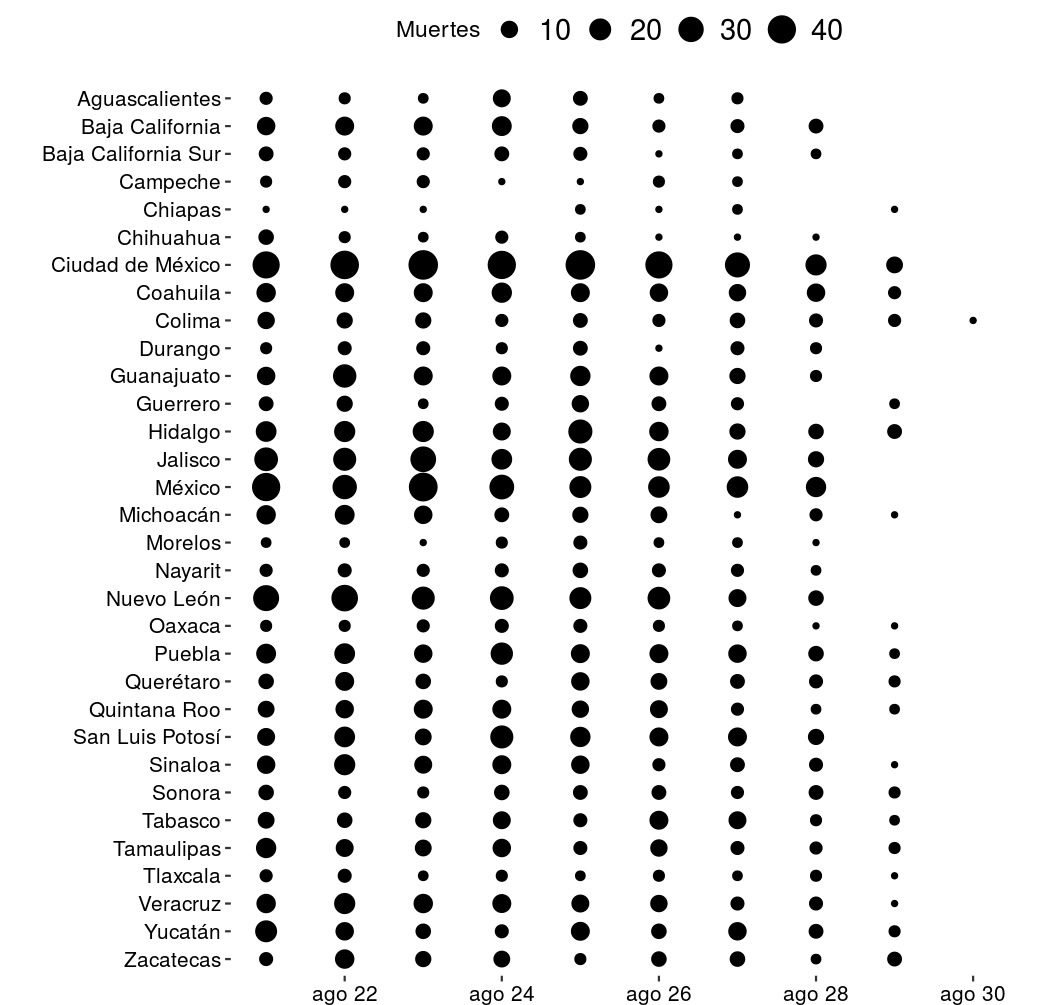 Muertes 10 20 30 40
Aguascalientes
Baja California
Baja California Sur
Campeche
Chiapas
Chihuahua
Ciudad de México
Coahuila
Colima
Durango
Guanajuato
Guerrero
Hidalgo
Jalisco
México
Michoacán
Morelos
Nayarit
Nuevo León
Oaxaca
Puebla
Querétaro
Quintana Roo
San Luis Potosí
Sinaloa
Sonora
Tabasco
Tamaulipas
Tlaxcala
Veracruz
Yucatán
Zacatecas
ago 22 ago 24 ago 26 ago 28 ago 30